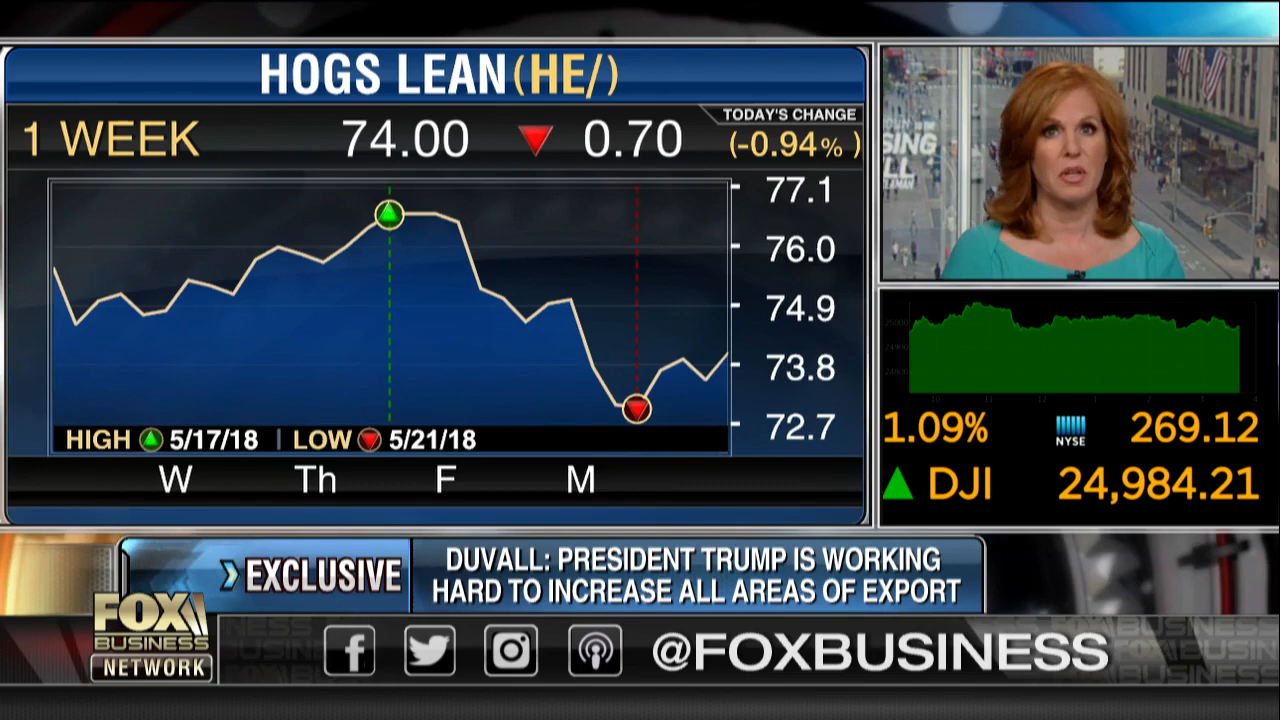 HOGS LEAN (HE/)
1 WEEK 74.00 0.70
TODAY'S CHANGE
(-0.94%)
77.1
76.0
74.9
73.8
72.7
HIGH 5/17/18 | LOW 5/21/18
W Th F M
1.09% NYSE 269.12
DJI 24,984.21
EXCLUSIVE
DUVALL: PRESIDENT TRUMP IS WORKING
HARD TO INCREASE ALL AREAS OF EXPORT
FOX
BUSINESS
NETWORK
@FOXBUSINESS